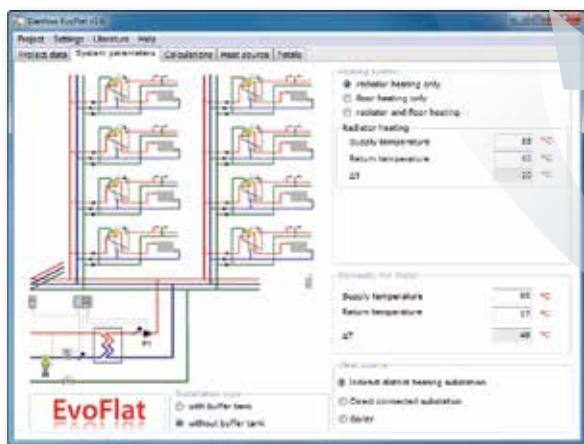 Danfoss EvoFlat
Project Settings Literature Help
Project data System parameters Calculations Heat source Totals
Heating system
radiator heating only
floor heating only
radiator and floor heating
Radiator heating
Supply temperature °C
Return temperature °C
ΔT °C
Domestic Hot Water
Supply temperature °C
Return temperature °C
ΔT °C
Heat source
Indirect district heating substation
Direct connected substation
Boiler
Installation type
with buffer tank
without buffer tank
EvoFlat